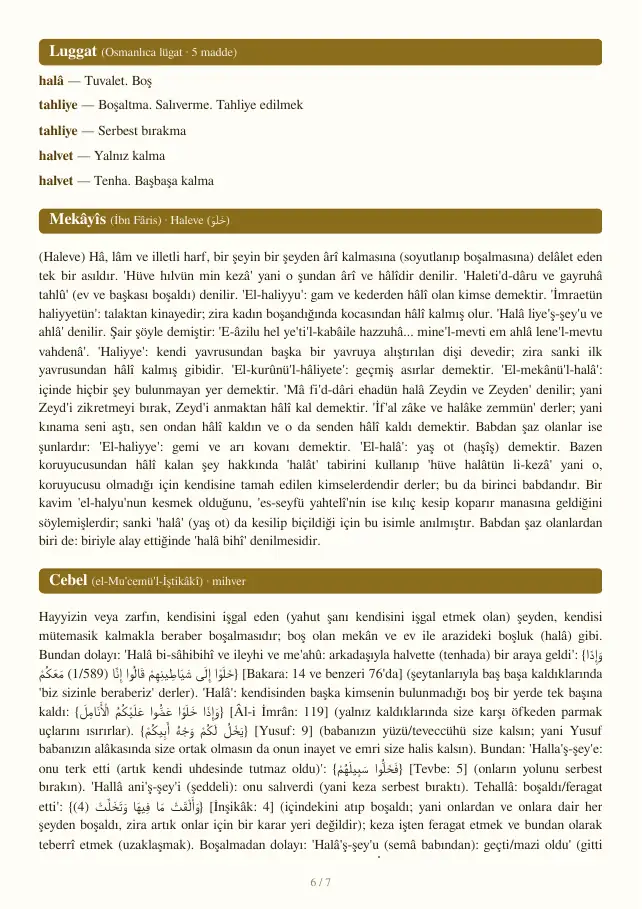 Luggat (Osmanlıca lügat · 5 madde)
halâ — Tuvalet. Boş
tahliye — Boşaltma. Salıverme. Tahliye edilmek
tahliye — Serbest bırakma
halvet — Yalnız kalma
halvet — Tenha. Başbaşa kalma
Mekâyîs (İbn Fâris) · Haleve (خَلَوَ)
(Haleve) Hâ, lâm ve illetli harf, bir şeyin bir şeyden ârî kalmasına (soyutlanıp boşalmasına) delâlet eden
tek bir asıldır. 'Hüve hılvün min kezâ' yani o şundan ârî ve hâlîdir denilir. 'Haleti'd-dâru ve gayruhâ
tahlû' (ev ve başkası boşaldı) denilir. 'El-haliyyu': gam ve kederden hâlî olan kimse demektir. 'İmraetün
haliyyetün': talaktan kinayedir; zira kadın boşandığında kocasından hâlî kalmış olur. 'Halâ liye'ş-şey'u ve
ahlâ' denilir. Şair şöyle demiştir: 'E-âzilu hel ye'ti'l-kabâile hazzuhâ... mine'l-mevti em ahlâ lene'l-mevtu
vahdenâ'. 'Haliyye': kendi yavrusundan başka bir yavruya alıştırılan dişi devedir; zira sanki ilk
yavrusundan hâlî kalmış gibidir. 'El-kurûnü'l-hâliyete': geçmiş asırlar demektir. 'El-mekânü'l-halâ':
içinde hiçbir şey bulunmayan yer demektir. 'Mâ fi'd-dâri ehadün halâ Zeydin ve Zeyden' denilir; yani
Zeyd'i zikretmeyi bırak, Zeyd'i anmaktan hâlî kal demektir. 'İf'al zâke ve halâke zemmün' derler; yani
kınama seni aştı, sen ondan hâlî kaldın ve o da senden hâlî kaldı demektir. Babdan şaz olanlar ise
şunlardır: 'El-haliyye': gemi ve arı kovanı demektir. 'El-halâ': yaş ot (haşîş) demektir. Bazen
koruyucusundan hâlî kalan şey hakkında 'halât' tabirini kullanıp 'hüve halâtün li-kezâ' yani o,
koruyucusu olmadığı için kendisine tamah edilen kimselerdendir derler; bu da birinci babdandır. Bir
kavim 'el-halyu'nun kesmek olduğunu, 'es-seyfü yahtelî'nin ise kılıç kesip koparır manasına geldiğini
söylemişlerdir; sanki 'halâ' (yaş ot) da kesilip biçildiği için bu isimle anılmıştır. Babdan şaz olanlardan
biri de: biriyle alay ettiğinde 'halâ bihî' denilmesidir.
Cebel (el-Mu'cemü'l-İştikâkî) · mihver
Hayyizin veya zarfın, kendisini işgal eden (yahut şanı kendisini işgal etmek olan) şeyden, kendisi
mütemasik kalmakla beraber boşalmasıdır; boş olan mekân ve ev ile arazideki boşluk (halâ) gibi.
Bundan dolayı: 'Halâ bi-sâhibihî ve ileyhi ve me'ahû: arkadaşıyla halvette (tenhada) bir araya geldi': {وَإِذَا
خَلَوْا إِلَى شَيَاطِينِهِمْ قَالُوا إِنَّا (1/589) مَعَكُمْ} [Bakara: 14 ve benzeri 76'da] (şeytanlarıyla baş başa kaldıklarında
'biz sizinle beraberiz' derler). 'Halâ': kendisinden başka kimsenin bulunmadığı boş bir yerde tek başına
kaldı: {وَإِذَا خَلَوْا عَضُّوا عَلَيْكُمُ الْأَنَامِلَ} [Âl-i İmrân: 119] (yalnız kaldıklarında size karşı öfkeden parmak
uçlarını ısırırlar). {يَخْلُ لَكُمْ وَجْهُ أَبِيكُمْ} [Yusuf: 9] (babanızın yüzü/teveccühü size kalsın; yani Yusuf
babanızın alâkasında size ortak olmasın da onun inayet ve emri size halis kalsın). Bundan: 'Halla'ş-şey'e:
onu terk etti (artık kendi uhdesinde tutmaz oldu)': {فَخَلُّوا سَبِيلَهُمْ} [Tevbe: 5] (onların yolunu serbest
bırakın). 'Hallâ ani'ş-şey'i (şeddeli): onu salıverdi (yani keza serbest bıraktı). Tehallâ: boşaldı/feragat
etti': {وَأَلْقَتْ مَا فِيهَا وَتَخَلَّتْ (4)} [İnşikâk: 4] (içindekini atıp boşaldı; yani onlardan ve onlara dair her
şeyden boşaldı, zira artık onlar için bir karar yeri değildir); keza işten feragat etmek ve bundan olarak
teberrî etmek (uzaklaşmak). Boşalmadan dolayı: 'Halâ'ş-şey'u (semâ babından): geçti/mazi oldu' (gitti
6 / 7